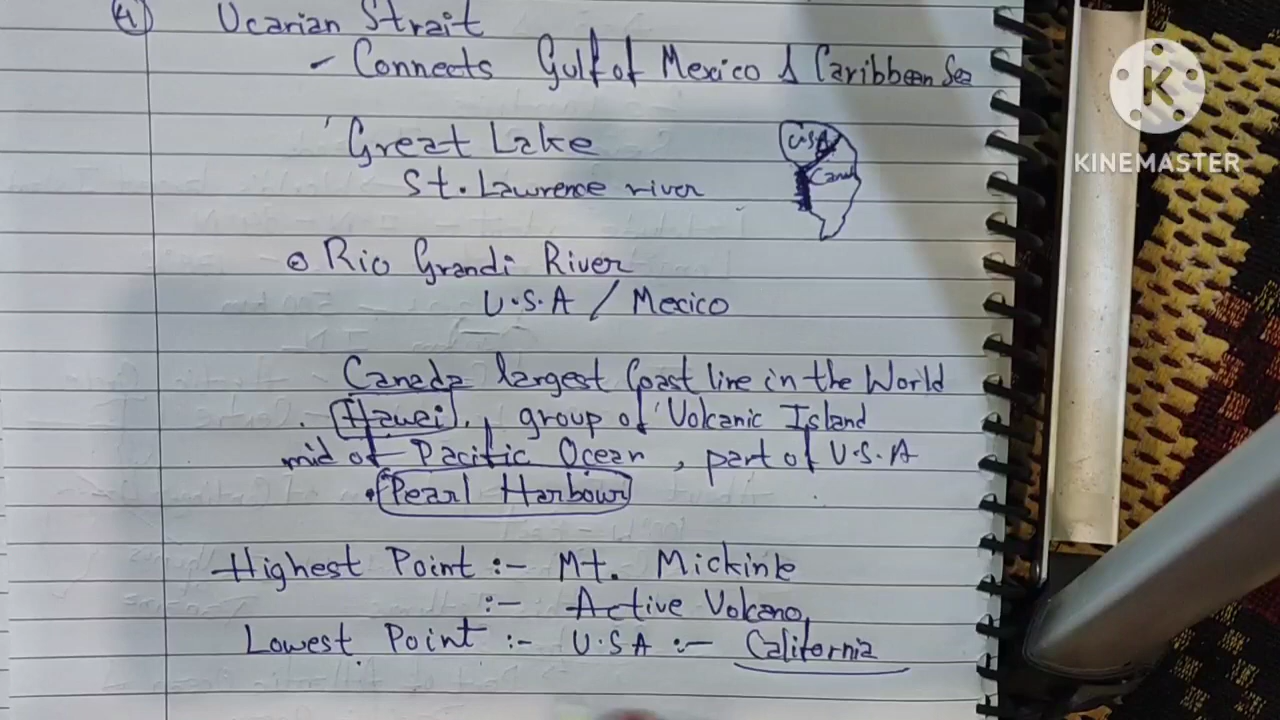 4) Ucarian Strait
- Connects Gulf of Mexico & Caribbean Sea
Great Lake
St. Lawrence river
U.S.A
Canad
Rio Grandi River
U.S.A / Mexico
Canada largest Coast line in the World
Hawei, group of Volcanic Island
mid of Pacific Ocean, part of U.S.A
Pearl Harbour
Highest Point :- Mt. Mickinle
:- Active Volcano,
Lowest Point :- U.S.A :- California
K
KINEMASTER